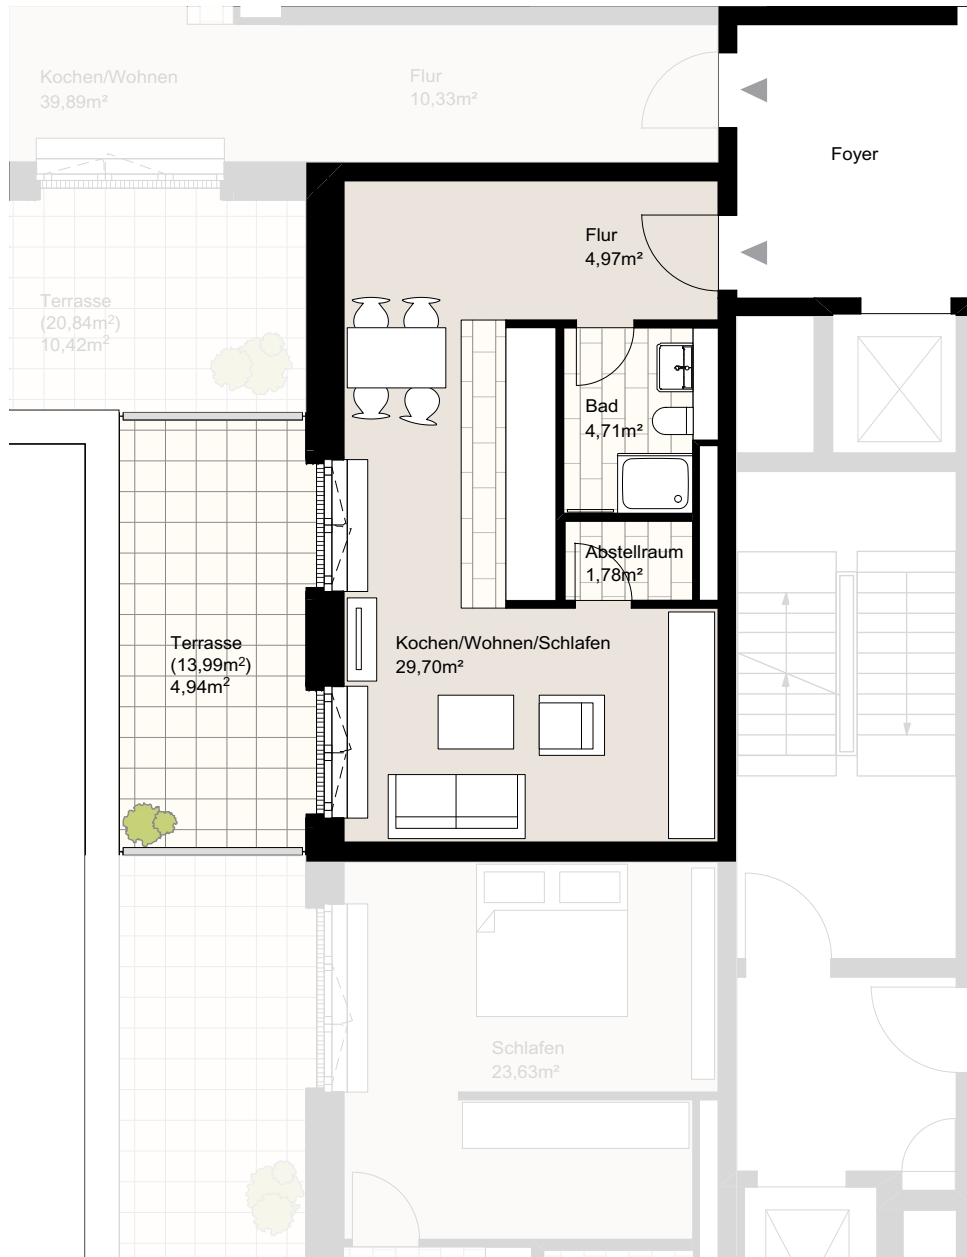 Kochen/Wohnen
39,89m²
Flur
10,33m²
Foyer
Flur
4,97m²
Terrasse
(20,84m²)
10,42m²
Bad
4,71m²
Abstellraum
1,78m²
Terrasse
(13,99m²)
4,94m²
Kochen/Wohnen/Schlafen
29,70m²
Schlafen
23,63m²